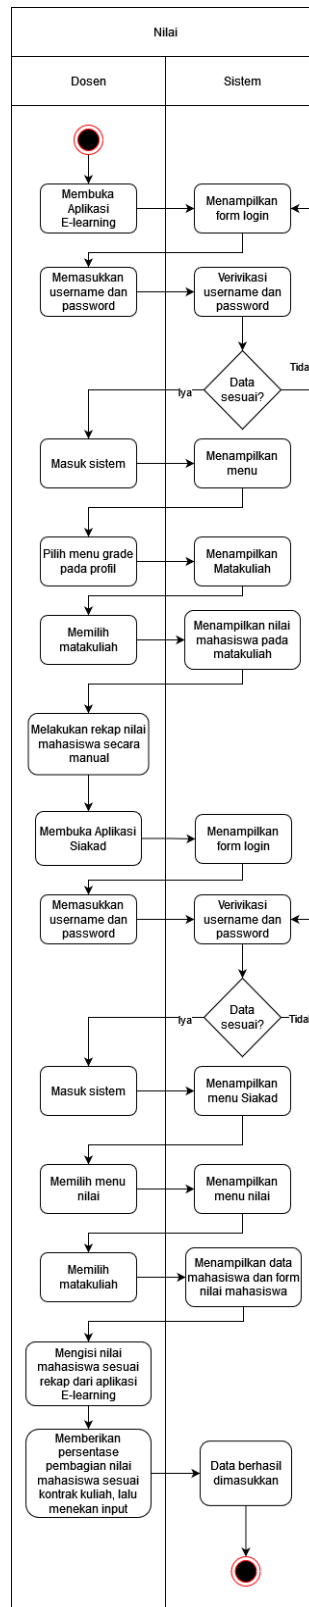 Nilai
Dosen
Sistem
Membuka
Aplikasi
E-learning
Menampilkan
form login
Memasukkan
username dan
password
Verivikasi
username dan
password
Data
sesuai?
Iya
Tida
Masuk sistem
Menampilkan
menu
Pilih menu grade
pada profil
Menampilkan
Matakuliah
Memilih
matakuliah
Menampilkan nilai
mahasiswa pada
matakuliah
Melakukan rekap nilai
mahasiswa secara
manual
Membuka Aplikasi
Siakad
Menampilkan
form login
Memasukkan
username dan
password
Verivikasi
username dan
password
Data
sesuai?
Iya
Tidak
Masuk sistem
Menampilkan
menu Siakad
Memilih menu
nilai
Menampilkan
menu nilai
Memilih
matakuliah
Menampilkan data
mahasiswa dan form
nilai mahasiswa
Mengisi nilai
mahasiswa sesuai
rekap dari aplikasi
E-learning
Memberikan
persentase
pembagian nilai
mahasiswa sesuai
kontrak kuliah, lalu
menekan input
Data berhasil
dimasukkan